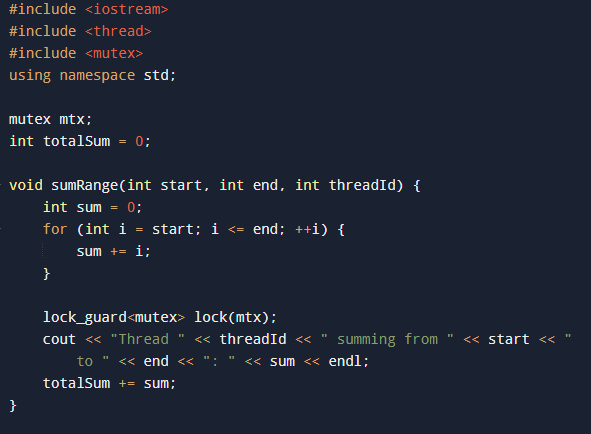 #include <iostream>
#include <thread>
#include <mutex>
using namespace std;
mutex mtx;
int totalSum = 0;
void sumRange(int start, int end, int threadId) {
    int sum = 0;
    for (int i = start; i <= end; ++i) {
        sum += i;
    }
    lock_guard<mutex> lock(mtx);
    cout << "Thread " << threadId << " summing from " << start << "
        to " << end << ": " << sum << endl;
    totalSum += sum;
}